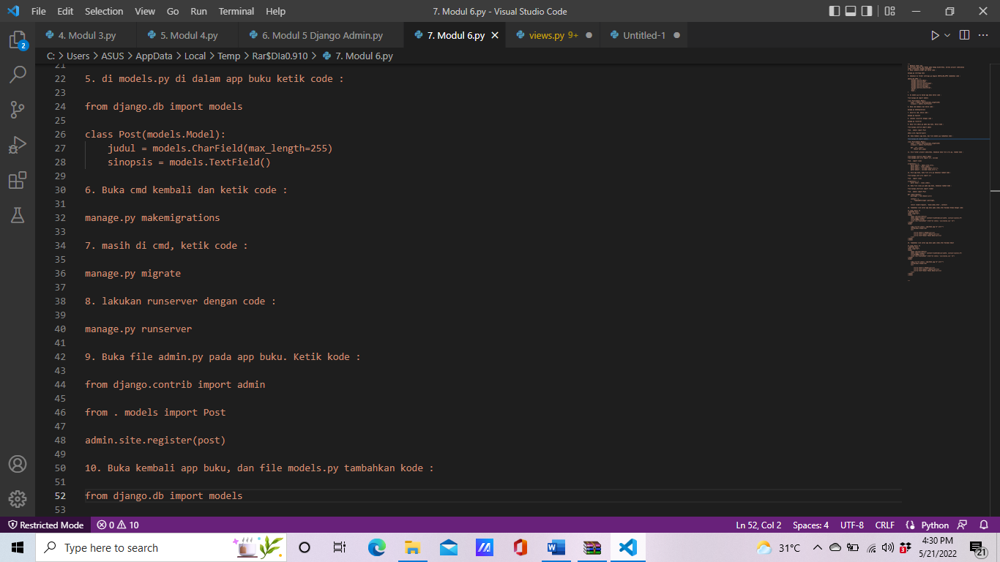 File Edit Selection View Go Run Terminal Help 7. Modul 6.py - Visual Studio Code
4. Modul 3.py 5. Modul 4.py 6. Modul 5 Django Admin.py 7. Modul 6.py views.py 9+ Untitled-1
C: > Users > ASUS > AppData > Local > Temp > Rar$DIa0.910 > 7. Modul 6.py
21
22 5. di models.py di dalam app buku ketik code :
23
24 from django.db import models
25
26 class Post(models.Model):
27 judul = models.CharField(max_length=255)
28 sinopsis = models.TextField()
29
30 6. Buka cmd kembali dan ketik code :
31
32 manage.py makemigrations
33
34 7. masih di cmd, ketik code :
35
36 manage.py migrate
37
38 8. lakukan runserver dengan code :
39
40 manage.py runserver
41
42 9. Buka file admin.py pada app buku. Ketik kode :
43
44 from django.contrib import admin
45
46 from . models import Post
47
48 admin.site.register(post)
49
50 10. Buka kembali app buku, dan file models.py tambahkan kode :
51
52 from django.db import models
53
2
Restricted Mode 0 10 Ln 52, Col 2 Spaces: 4 UTF-8 CRLF Python
Type here to search 31°C 4:30 PM
5/21/2022
21